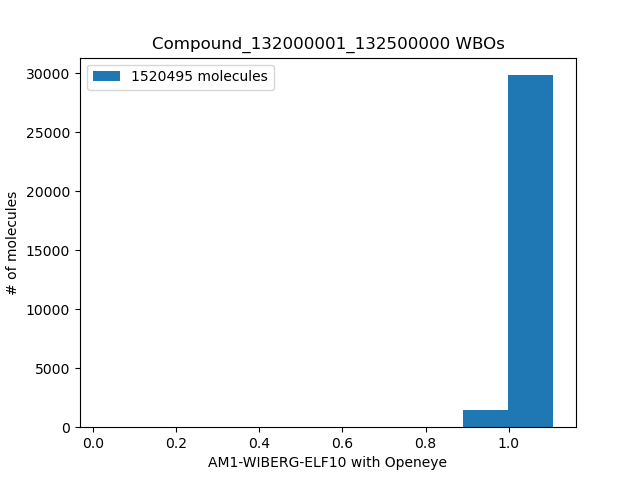 Compound_132000001_132500000 WBOs
1520495 molecules
30000
25000
20000
15000
10000
5000
0
# of molecules
0.0 0.2 0.4 0.6 0.8 1.0
AM1-WIBERG-ELF10 with Openeye